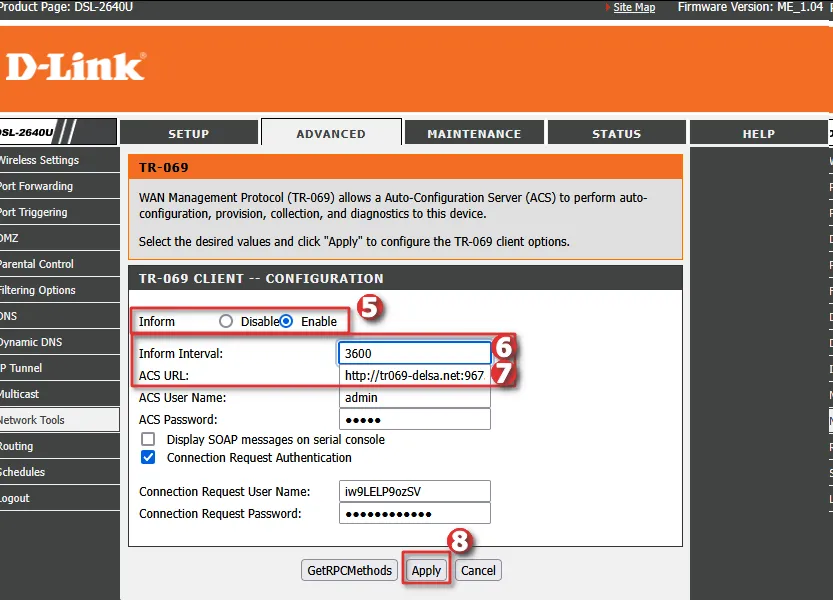 Product Page: DSL-2640U Site Map Firmware Version: ME_1.04
D-Link®
DSL-2640U SETUP ADVANCED MAINTENANCE STATUS HELP
Wireless Settings
Port Forwarding
Port Triggering
DMZ
Parental Control
Filtering Options
DNS
Dynamic DNS
IP Tunnel
Multicast
Network Tools
Routing
Schedules
Logout
TR-069
WAN Management Protocol (TR-069) allows a Auto-Configuration Server (ACS) to perform auto-
configuration, provision, collection, and diagnostics to this device.
Select the desired values and click "Apply" to configure the TR-069 client options.
TR-069 CLIENT -- CONFIGURATION
Inform Disable Enable 5
Inform Interval: 3600 6
ACS URL: http://tr069-delsa.net:967 7
ACS User Name: admin
ACS Password: •••••
Display SOAP messages on serial console
Connection Request Authentication
Connection Request User Name: iw9LELP9ozSV
Connection Request Password: ••••••••••••
8
GetRPCMethods Apply Cancel